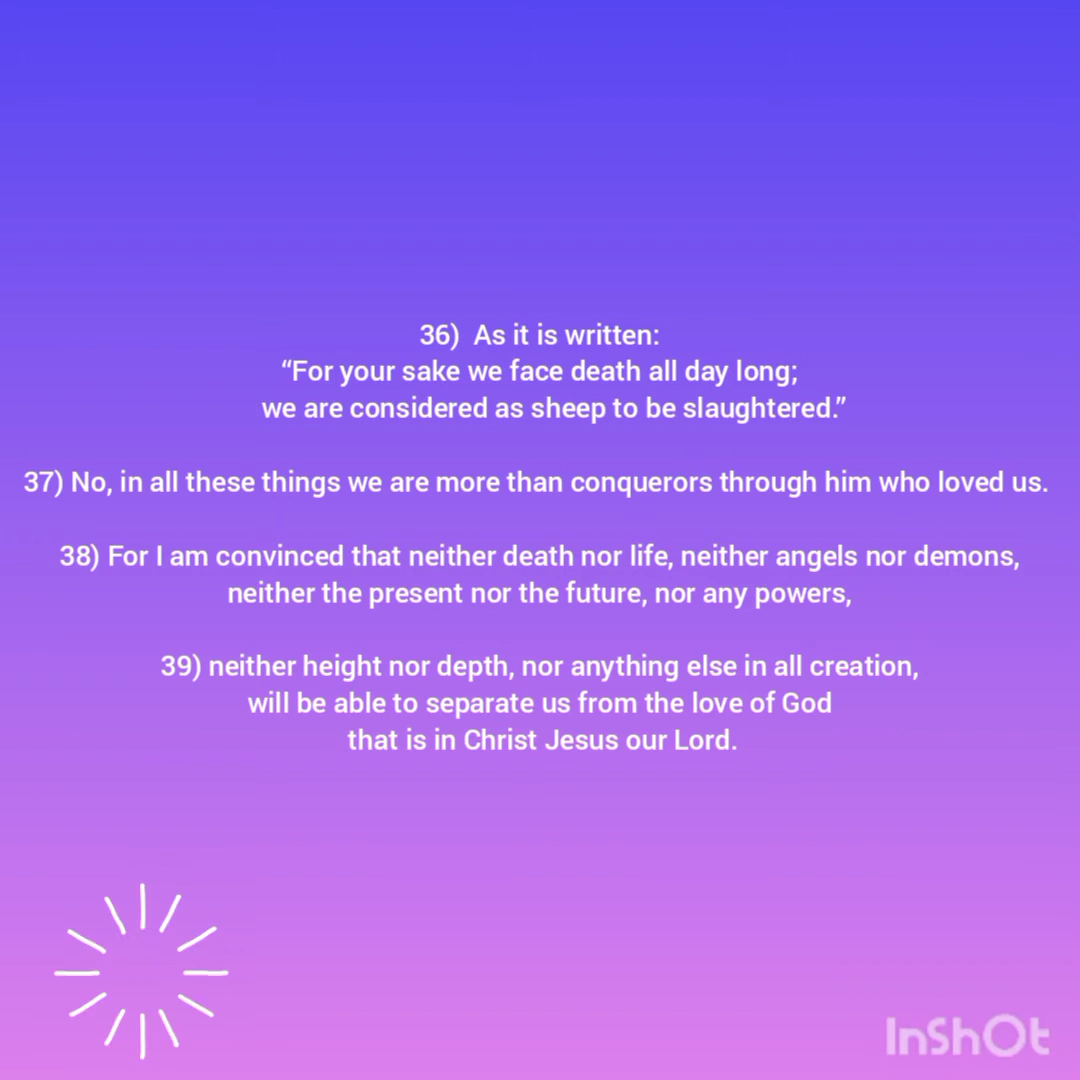 36)  As it is written:
“For your sake we face death all day long;
we are considered as sheep to be slaughtered.”
37) No, in all these things we are more than conquerors through him who loved us.
38) For I am convinced that neither death nor life, neither angels nor demons,
neither the present nor the future, nor any powers,
39) neither height nor depth, nor anything else in all creation,
will be able to separate us from the love of God
that is in Christ Jesus our Lord.
InShOt